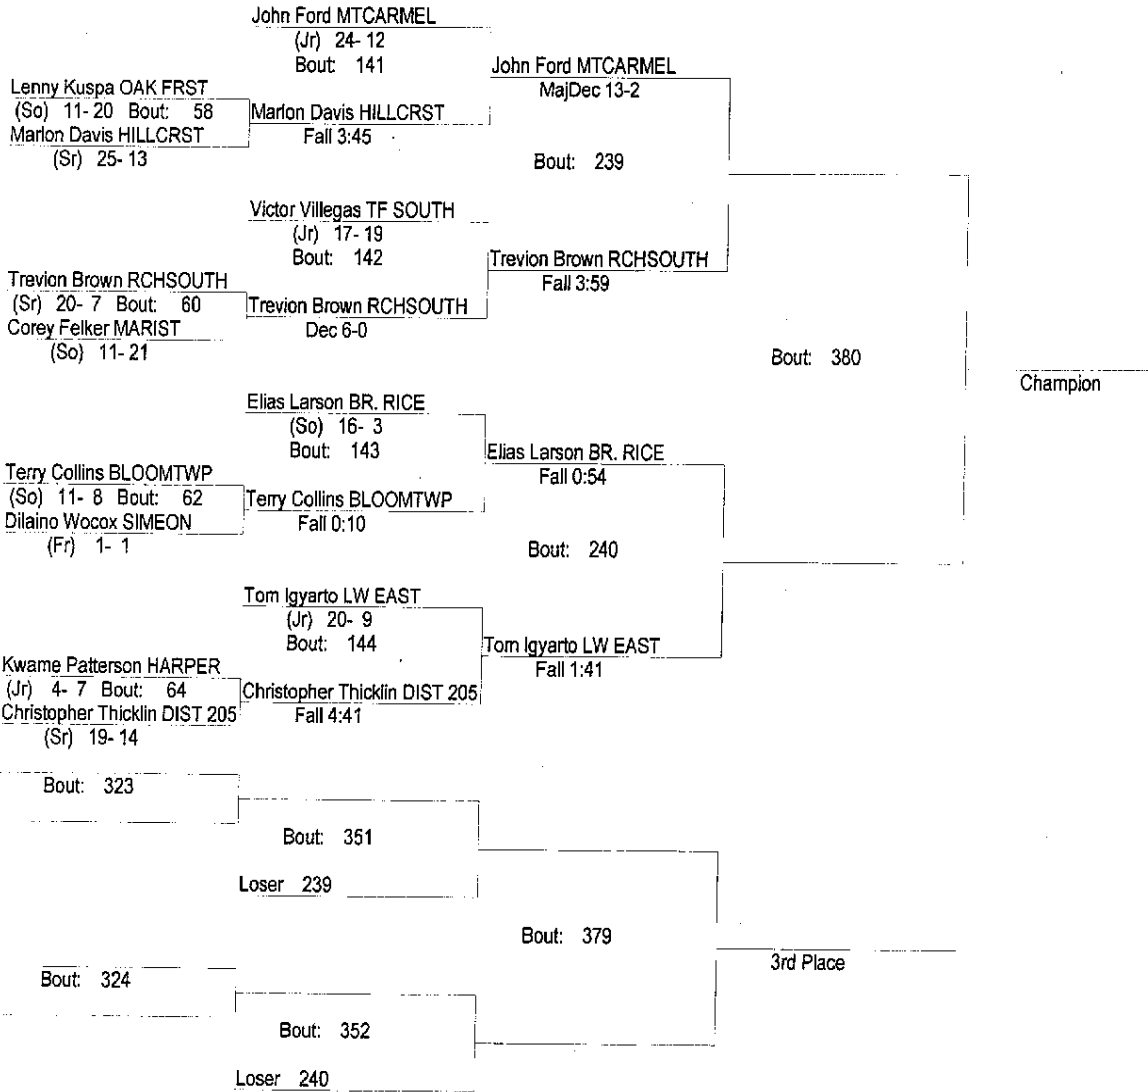 John Ford MTCARMEL
(Jr) 24- 12
Bout: 141
John Ford MTCARMEL
MajDec 13-2
Lenny Kuspa OAK FRST
(So) 11- 20 Bout: 58
Marlon Davis HILLCRST
(Sr) 25- 13
Marlon Davis HILLCRST
Fall 3:45
Bout: 239
Victor Villegas TF SOUTH
(Jr) 17- 19
Bout: 142
Trevion Brown RCHSOUTH
Fall 3:59
Trevion Brown RCHSOUTH
(Sr) 20- 7 Bout: 60
Corey Felker MARIST
(So) 11- 21
Trevion Brown RCHSOUTH
Dec 6-0
Bout: 380
Champion
Elias Larson BR. RICE
(So) 16- 3
Bout: 143
Elias Larson BR. RICE
Fall 0:54
Terry Collins BLOOMTWP
(So) 11- 8 Bout: 62
Dilaino Wocox SIMEON
(Fr) 1- 1
Terry Collins BLOOMTWP
Fall 0:10
Bout: 240
Tom Igyarto LW EAST
(Jr) 20- 9
Bout: 144
Tom Igyarto LW EAST
Fall 1:41
Kwame Patterson HARPER
(Jr) 4- 7 Bout: 64
Christopher Thicklin DIST 205
(Sr) 19- 14
Christopher Thicklin DIST 205
Fall 4:41
Bout: 323
Bout: 351
Loser 239
Bout: 379
3rd Place
Bout: 324
Bout: 352
Loser 240